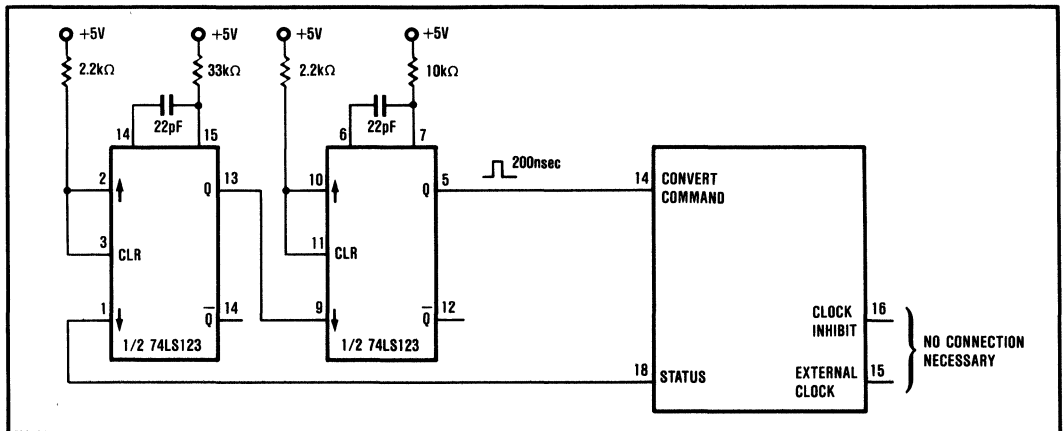 +5V +5V +5V +5V
2.2kΩ 33kΩ 2.2kΩ 10kΩ
22pF 22pF
14 15 6 7
200nsec
2 Q 13 10 Q 5 14 CONVERT
COMMAND
3 CLR 11 CLR
1 Q 14 9 Q 12
1/2 74LS123 1/2 74LS123
CLOCK 16
INHIBIT
NO CONNECTION
NECESSARY
18 STATUS EXTERNAL 15
CLOCK